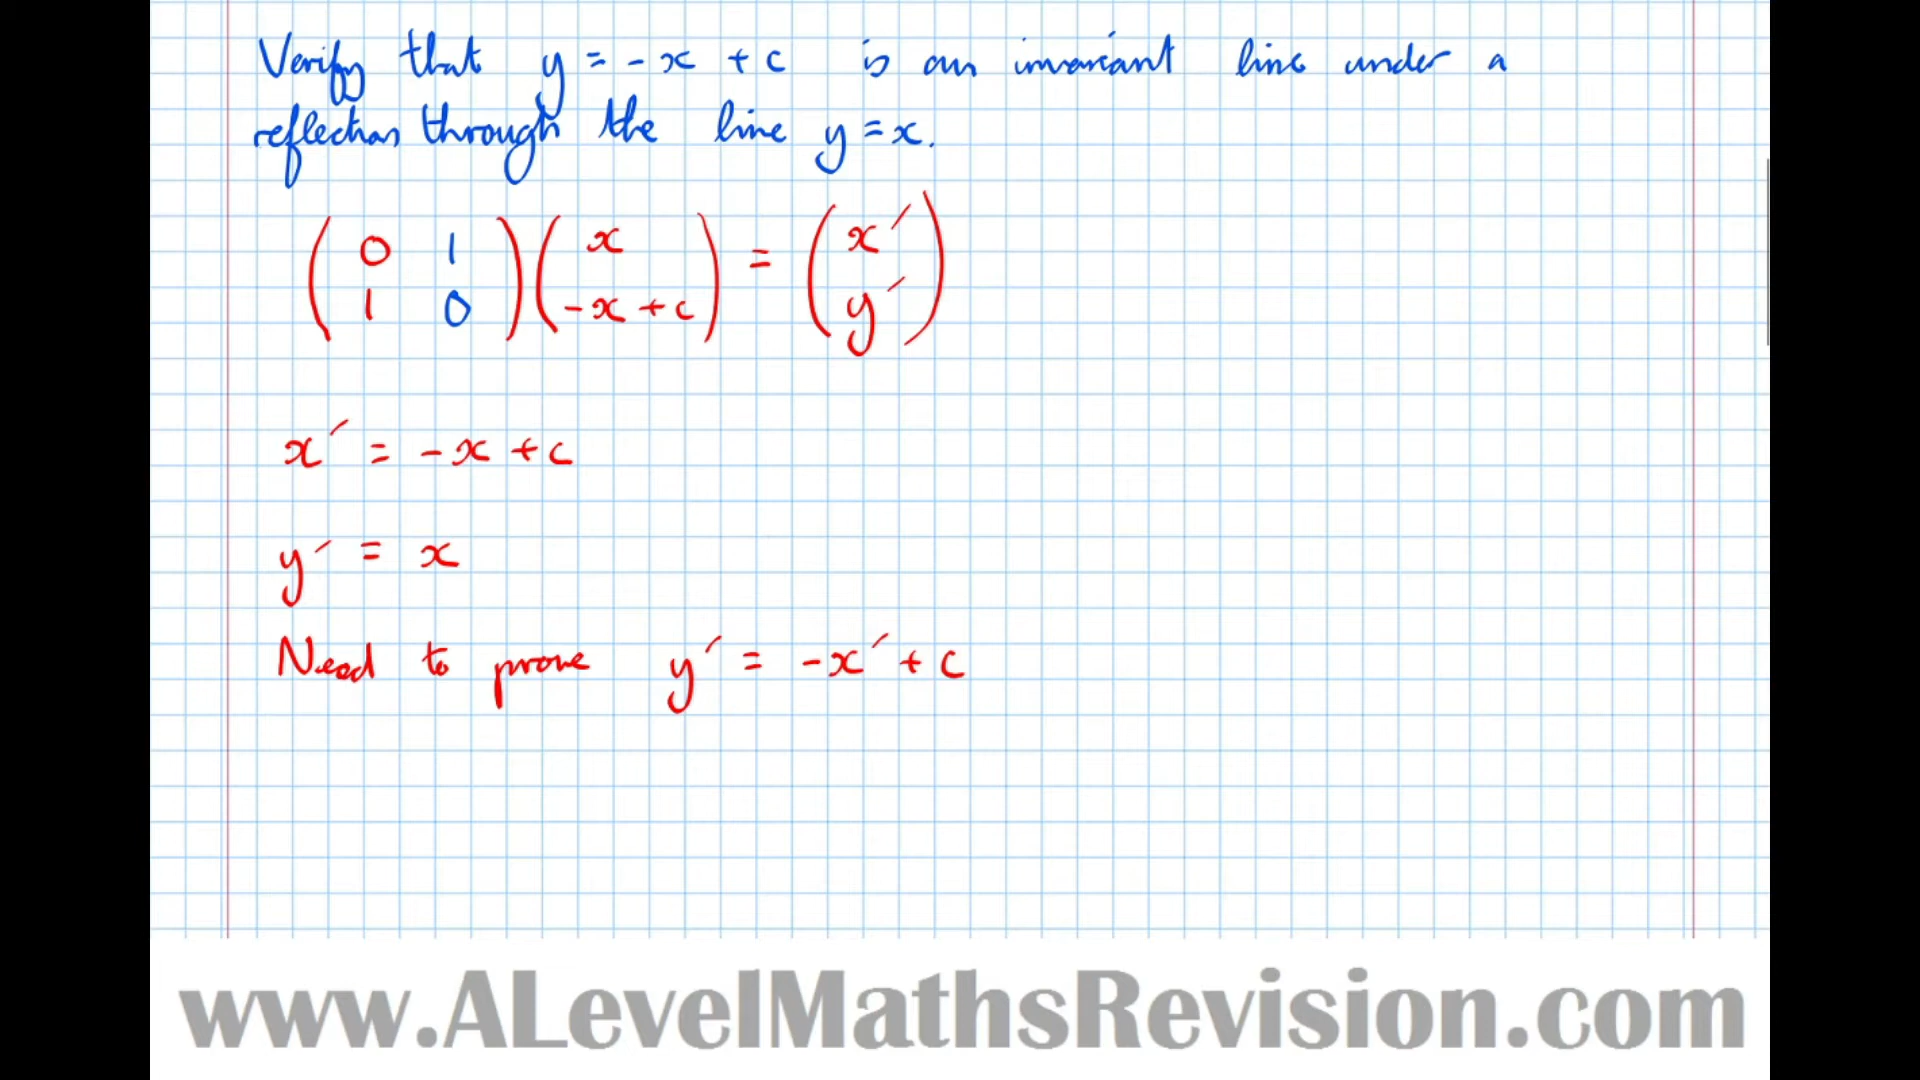 Verify that y = -x + c is an invariant line under a
reflection through the line y = x.
( 0 1 ) ( x ) = ( x′ )
( 1 0 ) ( -x + c ) ( y′ )
x′ = -x + c
y′ = x
Need to prove y′ = -x′ + c
www.ALevelMathsRevision.com